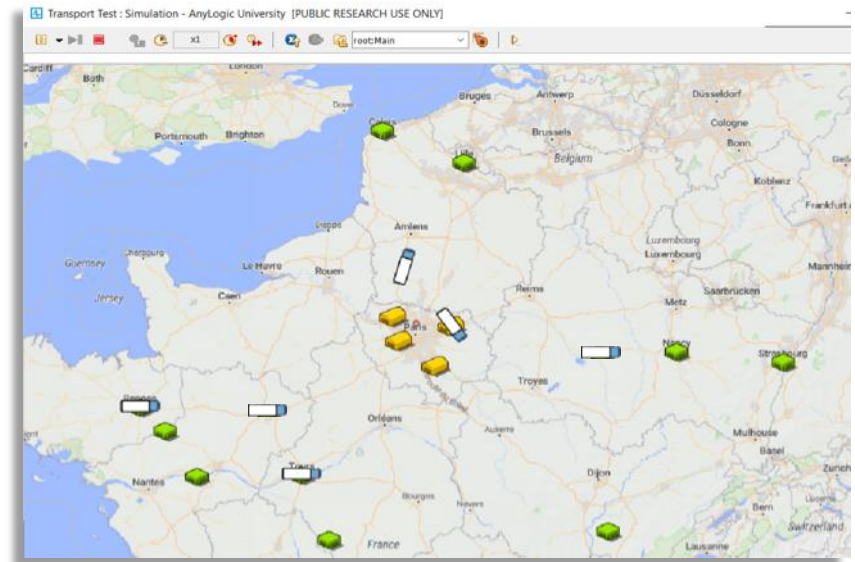 Transport Test : Simulation - AnyLogic University [PUBLIC RESEARCH USE ONLY]
x1
root:Main
Cardiff
London
Bath
Bruges
Antwerp
Düsseldorf
Dover
Portsmouth
Brighton
Calais
Brussels
Cologne
Bonn
Lille
Belgium
Koblenz
Frankfurt
Dieppe
Amiens
Luxembourg
Luxembourg
Guernsey
Cherbourg
Le Havre
Rouen
Mannheim
Saarbrücken
Jersey
Caen
Reims
Metz
Paris
Nancy
Strasbourg
Troyes
Rennes
Orléans
Auxerre
Mulhouse
Basel
Nantes
Tours
Dijon
Zurich
Bourges
Nevers
Bern
Switzerland
France
Lausanne